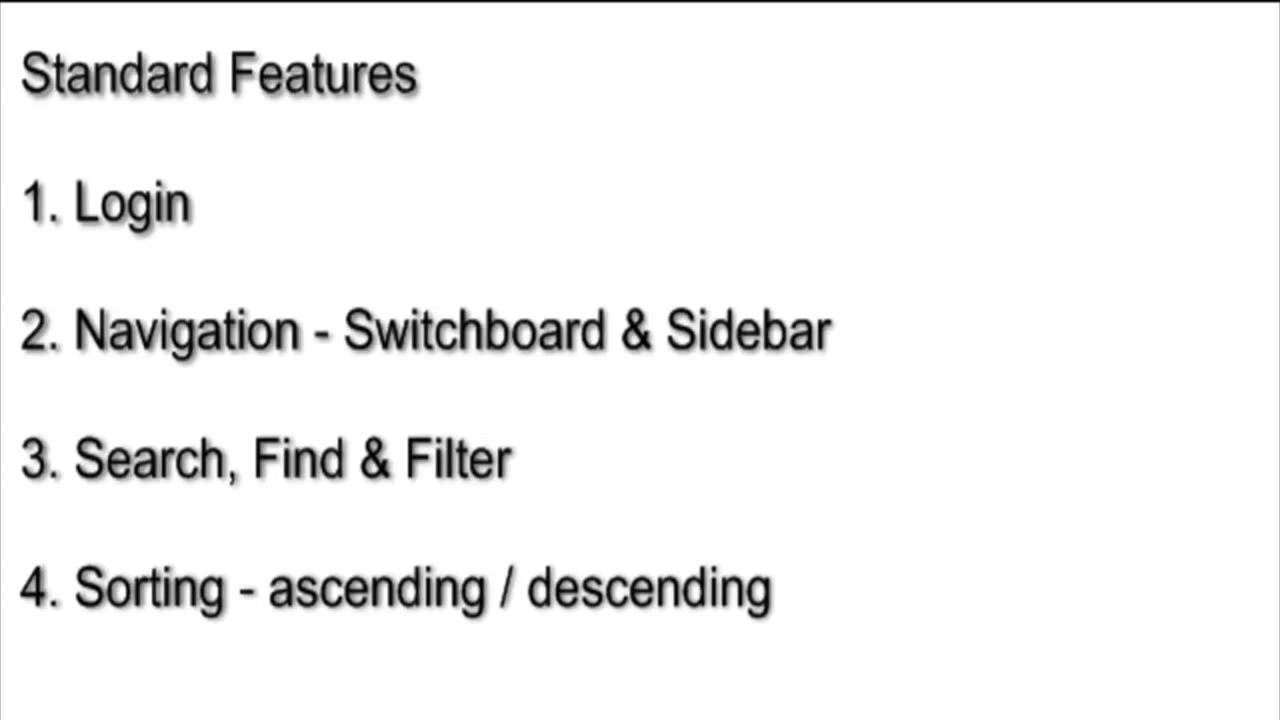 Standard Features
1. Login
2. Navigation - Switchboard & Sidebar
3. Search, Find & Filter
4. Sorting - ascending / descending